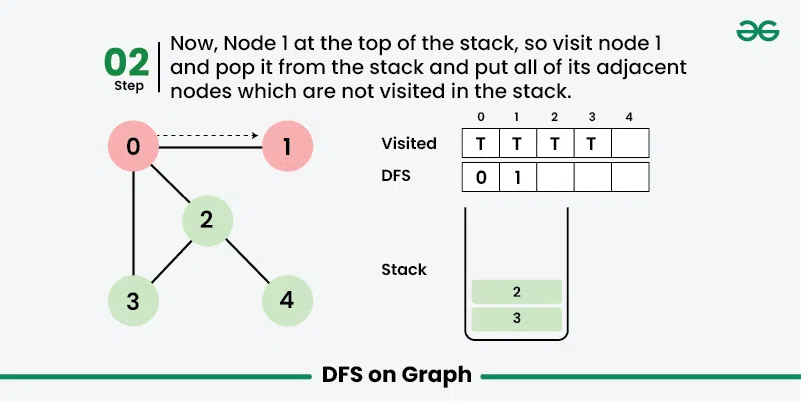 02
Step
Now, Node 1 at the top of the stack, so visit node 1
and pop it from the stack and put all of its adjacent
nodes which are not visited in the stack.
0 1 2 3 4
Visited T T T T
DFS 0 1
0 1
2
3 4
Stack
2
3
DFS on Graph